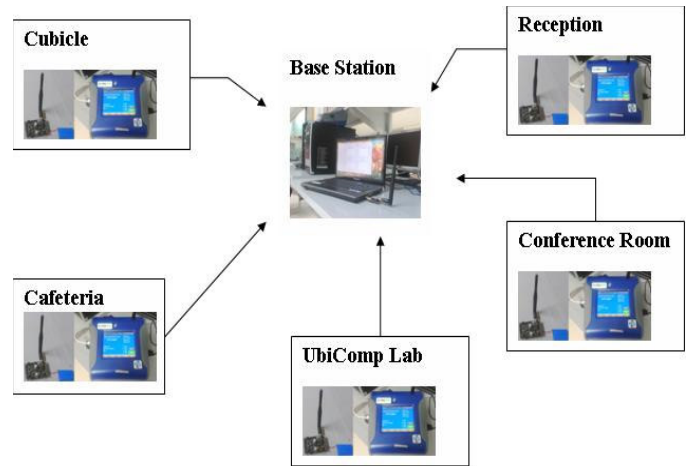 Cubicle
Base Station
Reception
Conference Room
Cafeteria
UbiComp Lab